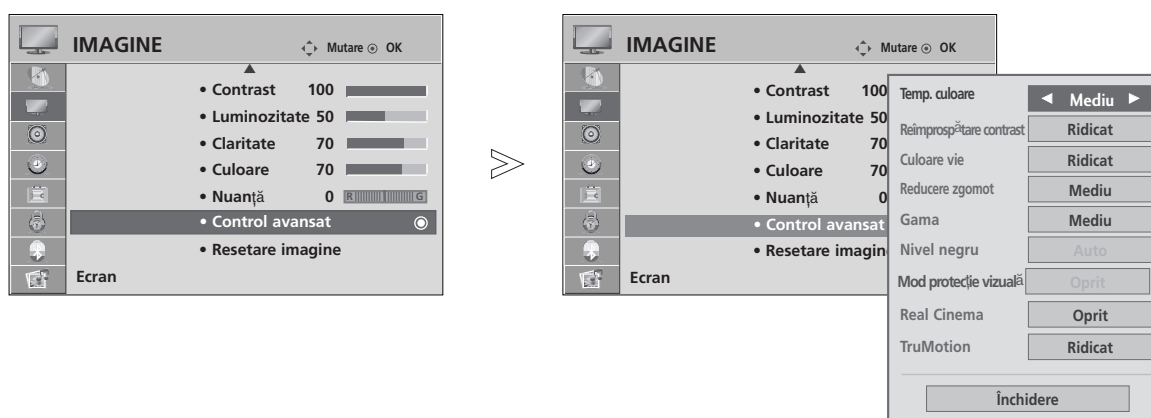 IMAGINE
Mutare OK
• Contrast 100
• Luminozitate 50
• Claritate 70
• Culoare 70
• Nuanță 0 R G
• Control avansat
• Resetare imagine
Ecran
IMAGINE
Mutare OK
• Contrast 100
• Luminozitate 50
• Claritate 70
• Culoare 70
• Nuanță 0
• Control avansat
• Resetare imagine
Ecran
Temp. culoare ◄ Mediu ►
Reîmprospătare contrast Ridicat
Culoare vie Ridicat
Reducere zgomot Mediu
Gama Mediu
Nivel negru Auto
Mod protecție vizuală Oprit
Real Cinema Oprit
TruMotion Ridicat
Închidere